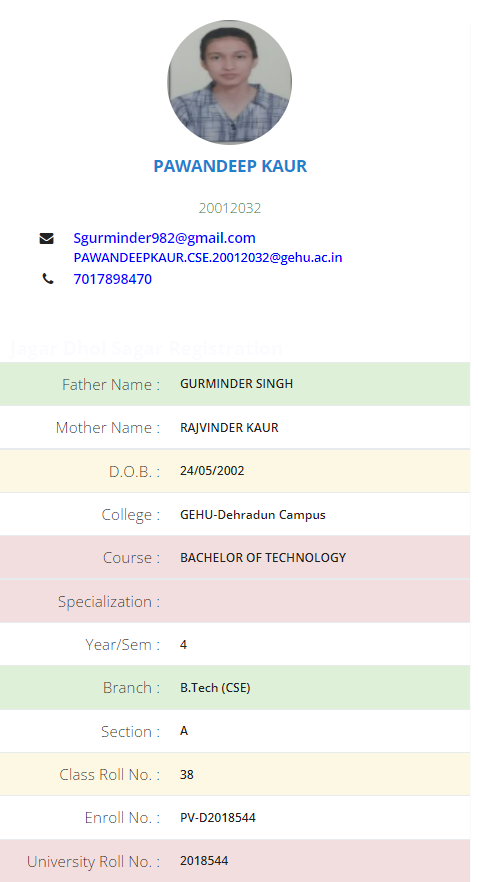 PAWANDEEP KAUR
20012032
Sgurminder982@gmail.com
PAWANDEEPKAUR.CSE.20012032@gehu.ac.in
7017898470
Jagar Dhol Sagar Registration
Father Name : GURMINDER SINGH
Mother Name : RAJVINDER KAUR
D.O.B. : 24/05/2002
College : GEHU-Dehradun Campus
Course : BACHELOR OF TECHNOLOGY
Specialization :
Year/Sem : 4
Branch : B.Tech (CSE)
Section : A
Class Roll No. : 38
Enroll No. : PV-D2018544
University Roll No. : 2018544